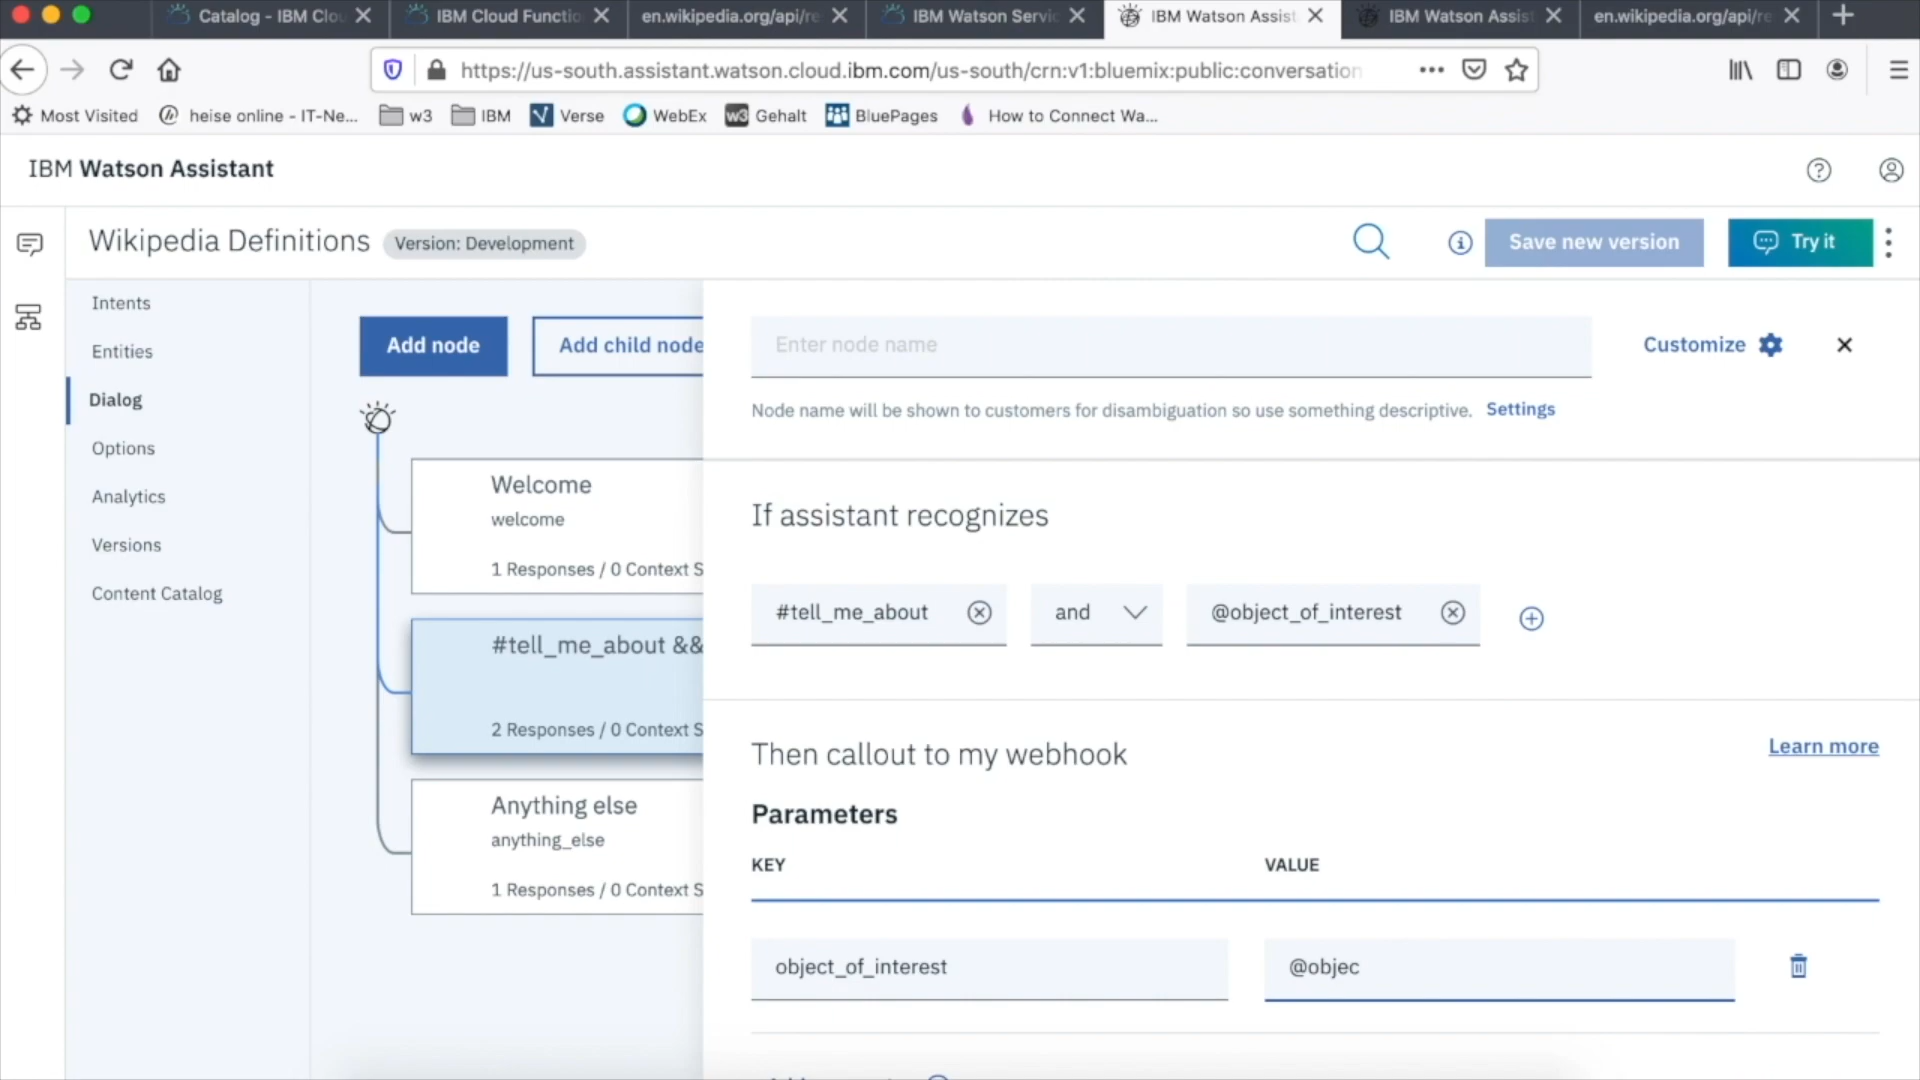 Catalog - IBM Clou
IBM Cloud Functio
en.wikipedia.org/api/re
IBM Watson Servic
IBM Watson Assist
IBM Watson Assist
en.wikipedia.org/api/re
https://us-south.assistant.watson.cloud.ibm.com/us-south/crn:v1:bluemix:public:conversation
Most Visited
heise online - IT-Ne...
w3
IBM
Verse
WebEx
w3 Gehalt
BluePages
How to Connect Wa...
IBM Watson Assistant
Wikipedia Definitions
Version: Development
Save new version
Try it
Intents
Entities
Dialog
Options
Analytics
Versions
Content Catalog
Add node
Add child node
Welcome
welcome
1 Responses / 0 Context S
#tell_me_about &&
2 Responses / 0 Context S
Anything else
anything_else
1 Responses / 0 Context S
Enter node name
Customize
Node name will be shown to customers for disambiguation so use something descriptive. Settings
If assistant recognizes
#tell_me_about
and
@object_of_interest
Then callout to my webhook
Learn more
Parameters
KEY
VALUE
object_of_interest
@objec